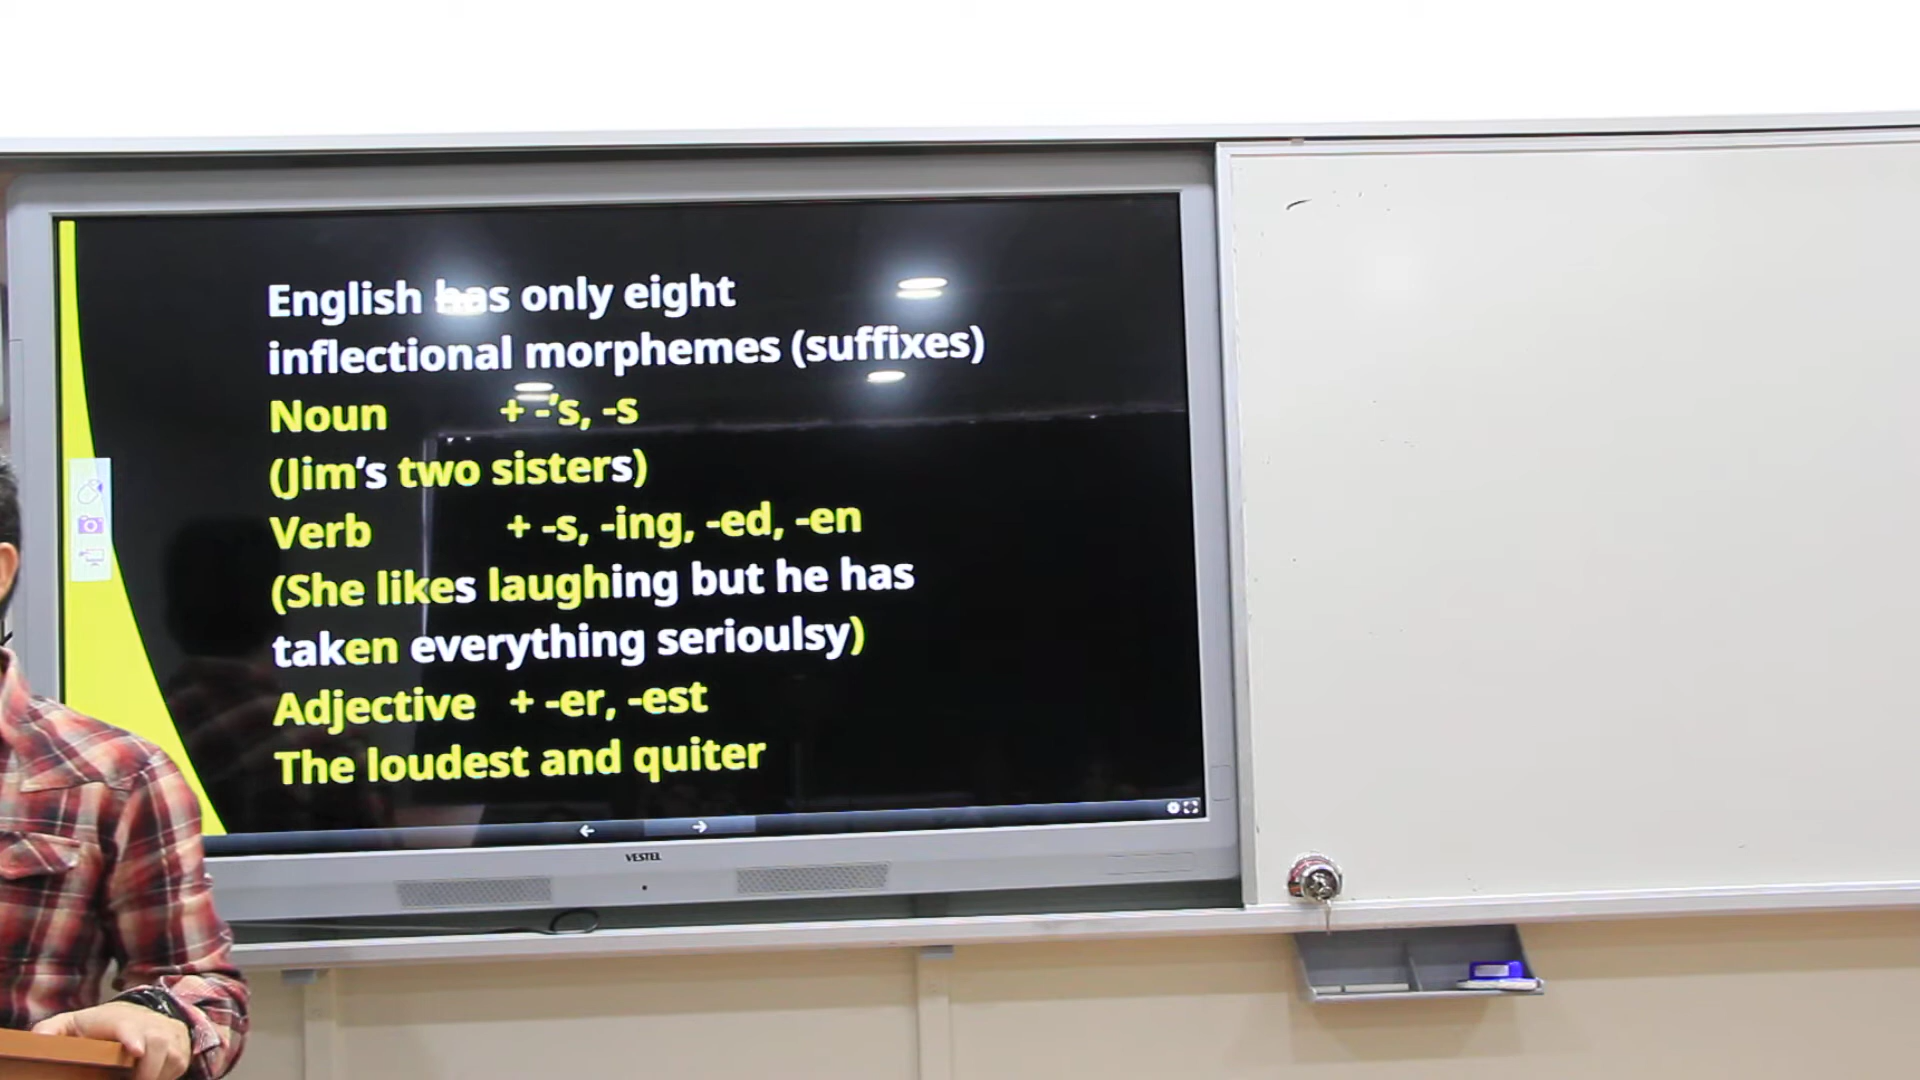 English has only eight
inflectional morphemes (suffixes)
Noun + -'s, -s
(Jim's two sisters)
Verb + -s, -ing, -ed, -en
(She likes laughing but he has
taken everything serioulsy)
Adjective + -er, -est
The loudest and quiter
VESTEL